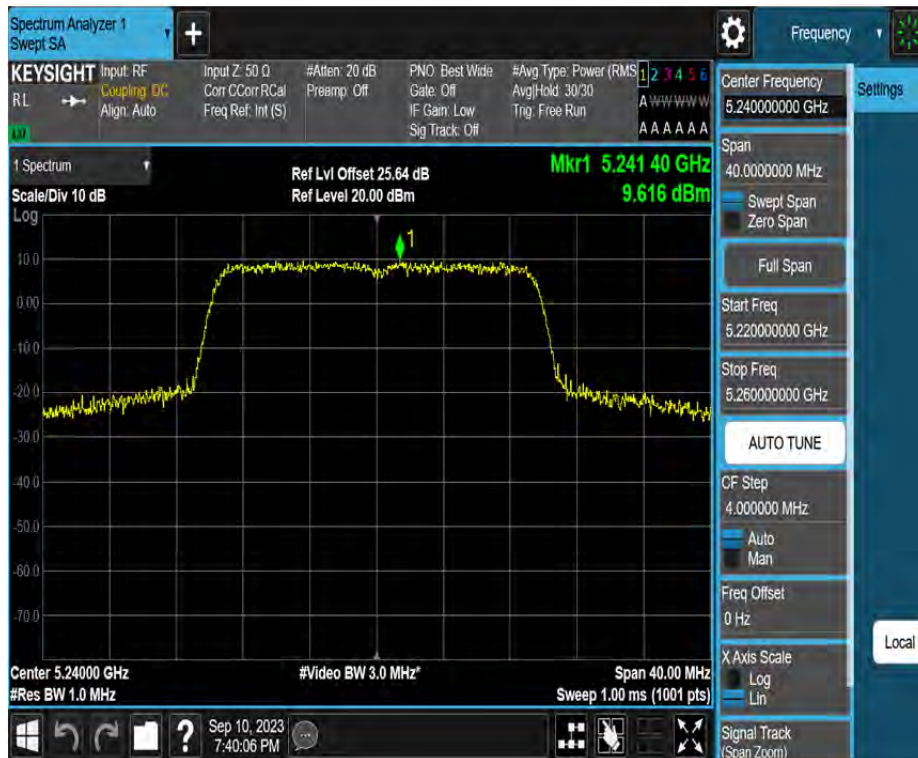 Spectrum Analyzer 1
Swept SA
+
Frequency
KEYSIGHT
RL
Input: RF
Coupling: DC
Align: Auto
Input Z: 50 Ω
Corr CCorr RCal
Freq Ref: Int (S)
#Atten: 20 dB
Preamp: Off
PNO: Best Wide
Gate: Off
IF Gain: Low
Sig Track: Off
#Avg Type: Power (RMS
Avg|Hold: 30/30
Trig: Free Run
1 2 3 4 5 6
A W W W W W
A A A A A A
Center Frequency
5.240000000 GHz
Settings
Span
40.0000000 MHz
Swept Span
Zero Span
Full Span
Start Freq
5.220000000 GHz
Stop Freq
5.260000000 GHz
AUTO TUNE
CF Step
4.000000 MHz
Auto
Man
Freq Offset
0 Hz
X Axis Scale
Log
Lin
Signal Track
(Span Zoom)
Local
1 Spectrum
Scale/Div 10 dB
Ref Lvl Offset 25.64 dB
Ref Level 20.00 dBm
Mkr1 5.241 40 GHz
9.616 dBm
Log
1
10.0
0.00
-10.0
-20.0
-30.0
-40.0
-50.0
-60.0
-70.0
Center 5.24000 GHz
#Res BW 1.0 MHz
#Video BW 3.0 MHz*
Span 40.00 MHz
Sweep 1.00 ms (1001 pts)
?
Sep 10, 2023
7:40:06 PM